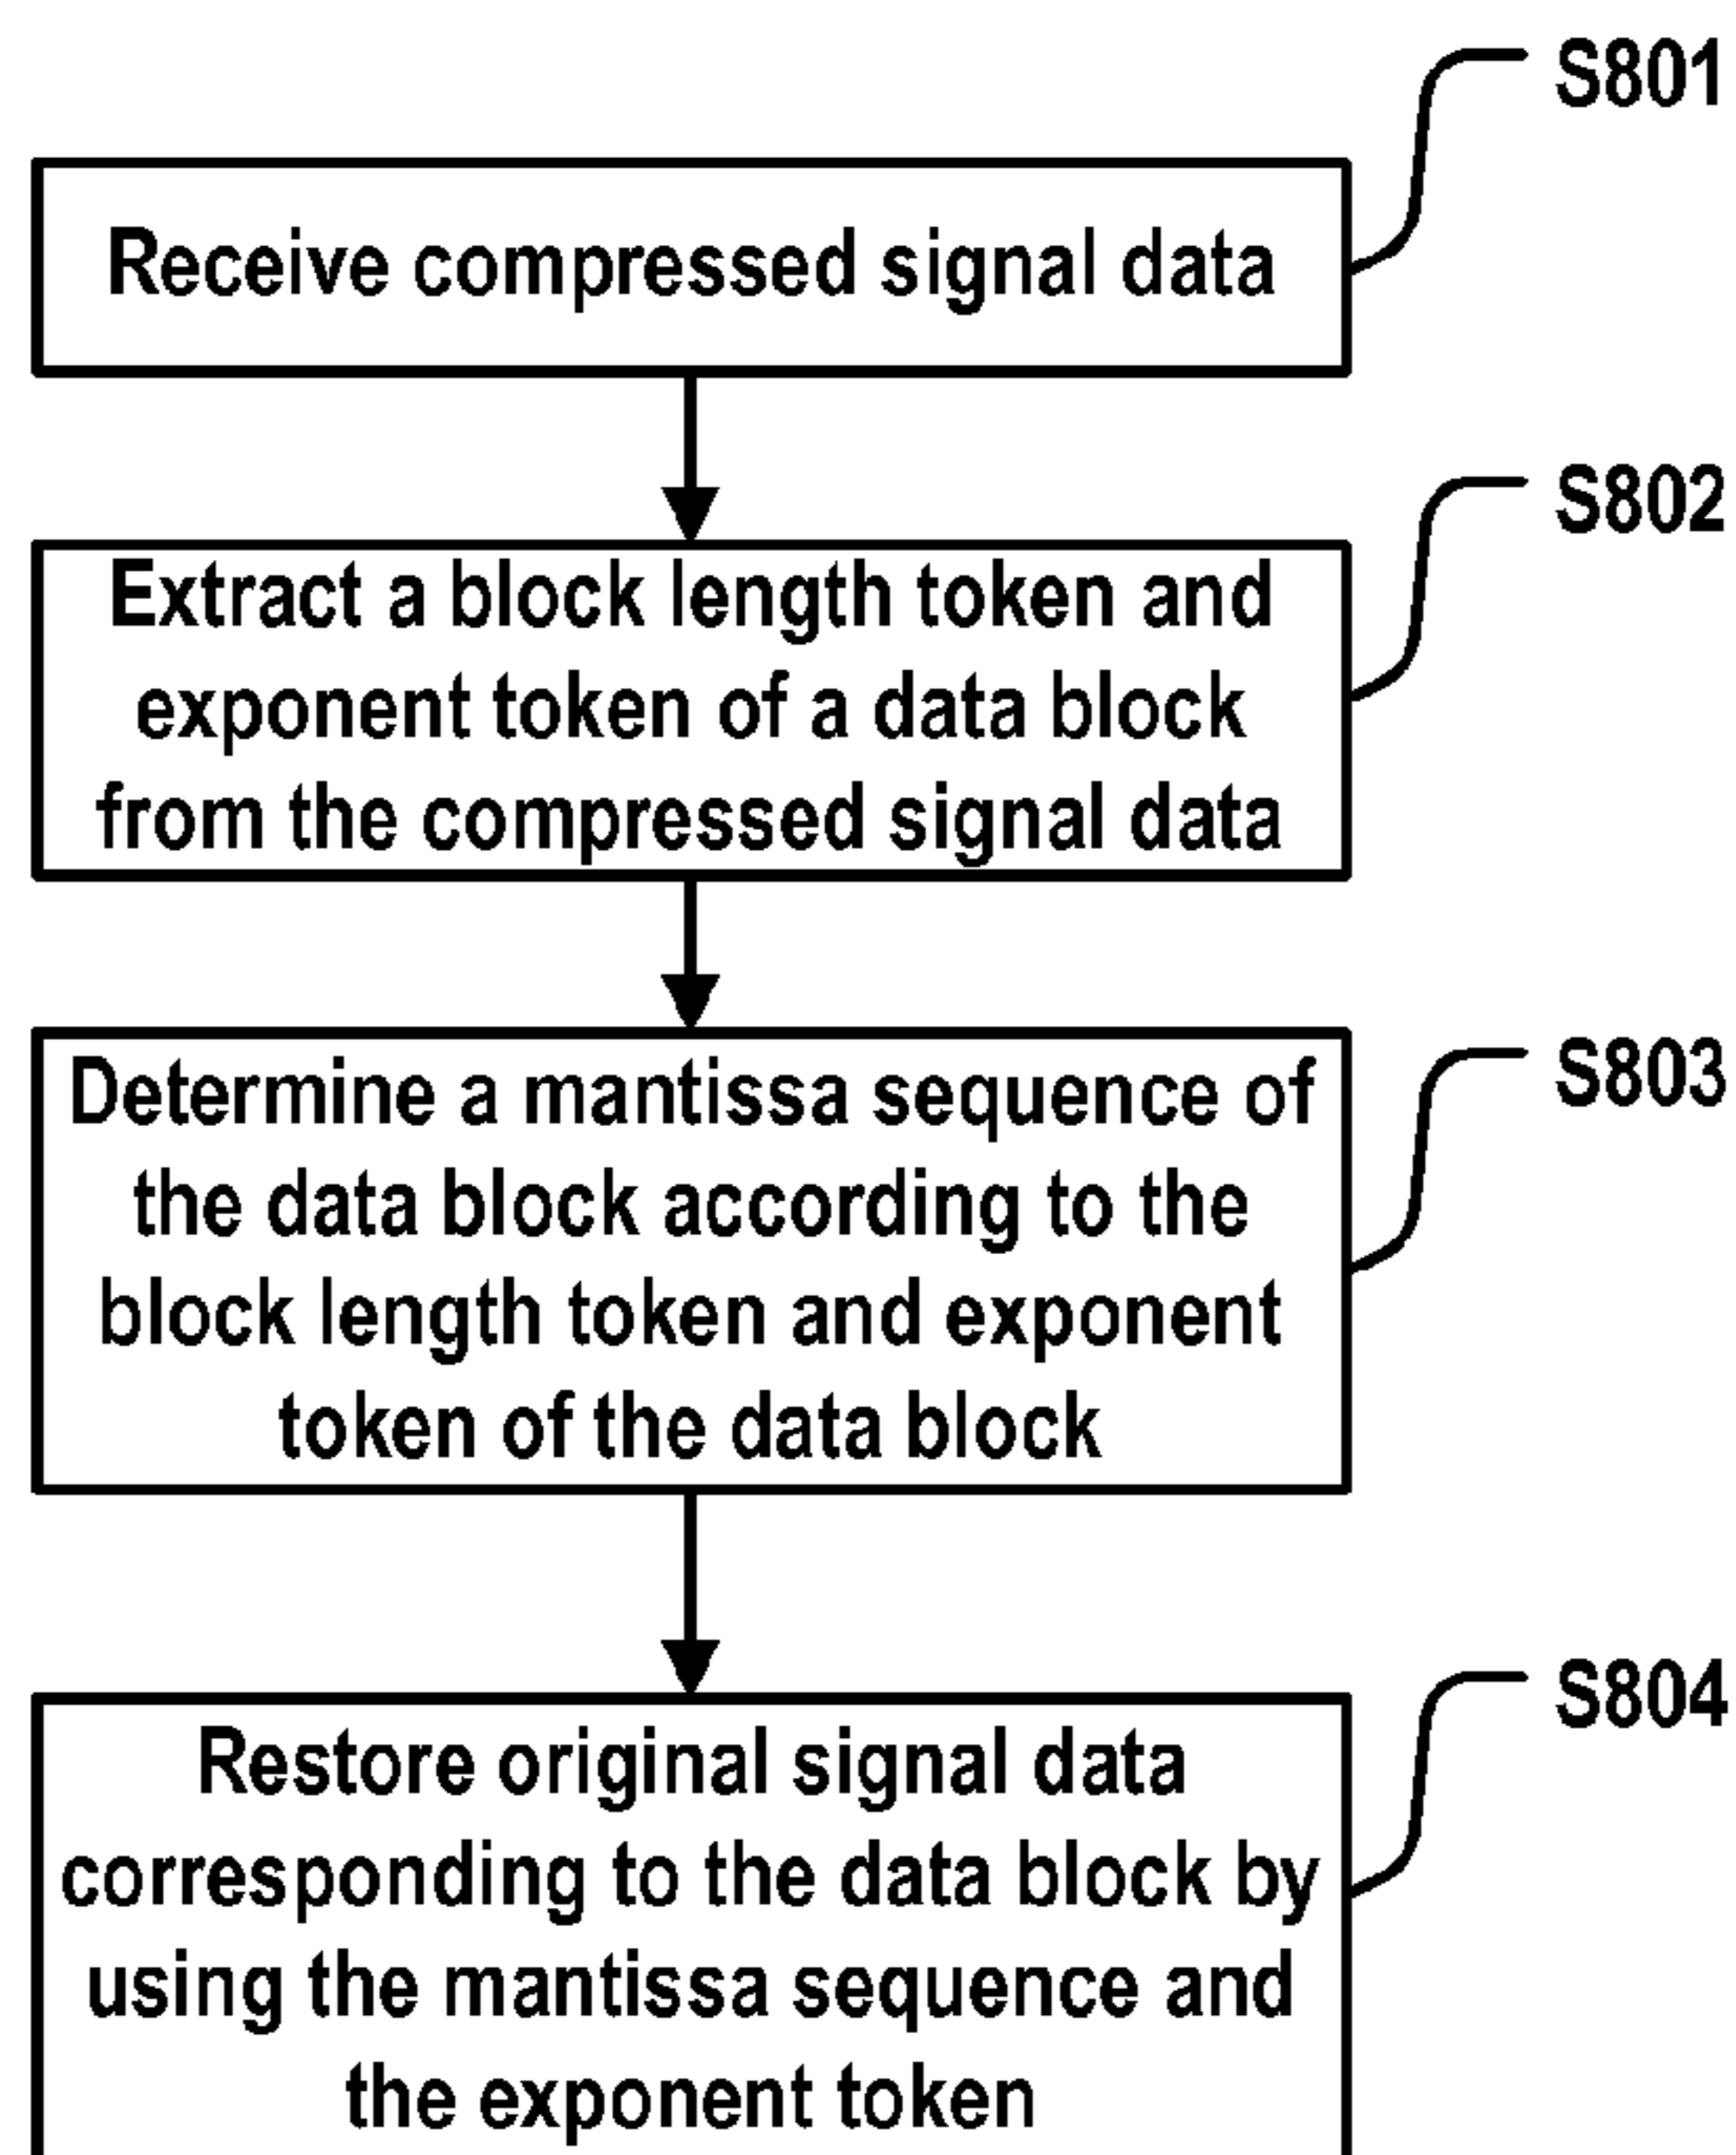 S801
Receive compressed signal data
S802
Extract a block length token and
exponent token of a data block
from the compressed signal data
S803
Determine a mantissa sequence of
the data block according to the
block length token and exponent
token of the data block
S804
Restore original signal data
corresponding to the data block by
using the mantissa sequence and
the exponent token